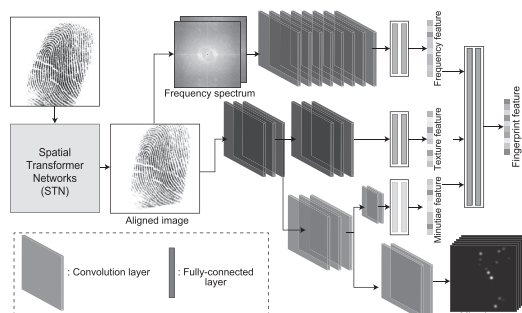 Frequency spectrum
Frequency feature
Texture feature
Minutiae feature
Fingerprint feature
Spatial
Transformer
Networks
(STN)
Aligned image
: Convolution layer
: Fully-connected
layer